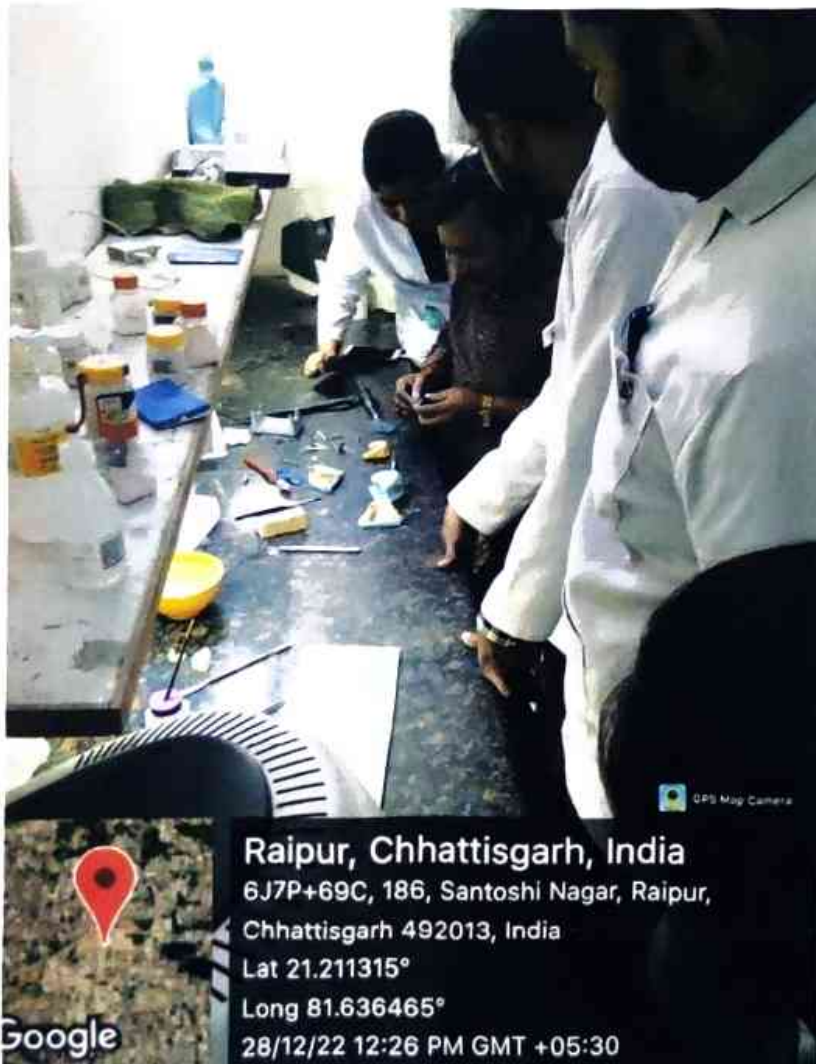 GPS Map Camera
Raipur, Chhattisgarh, India
6J7P+69C, 186, Santoshi Nagar, Raipur,
Chhattisgarh 492013, India
Lat 21.211315°
Long 81.636465°
28/12/22 12:26 PM GMT +05:30
Google